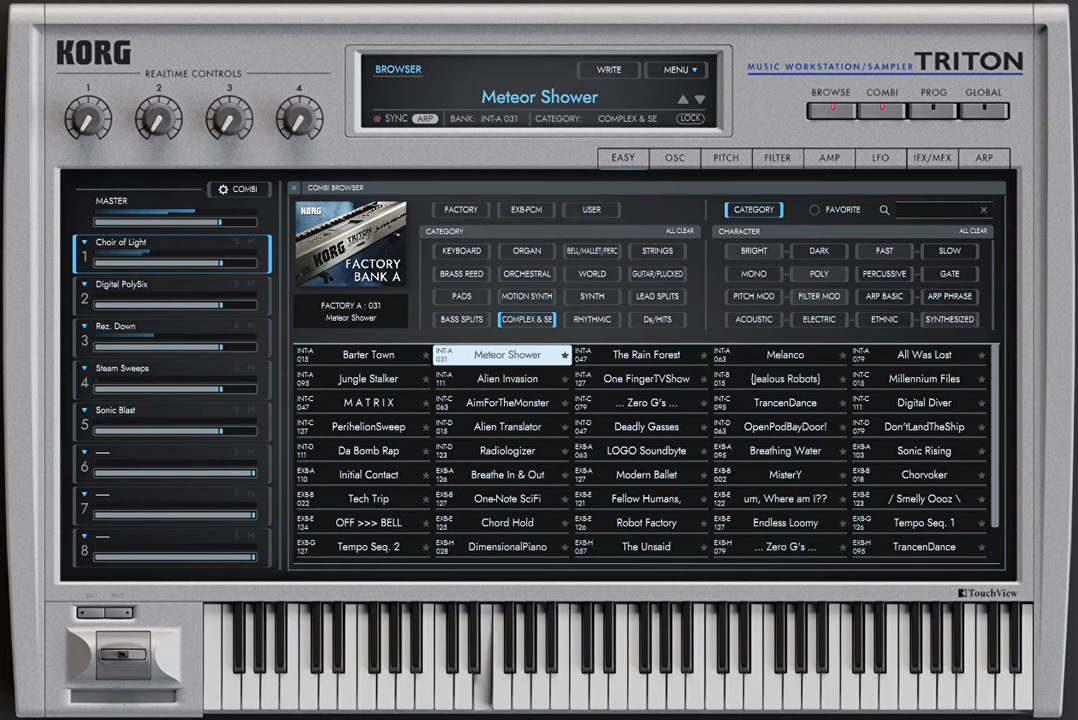 KORG
REALTIME CONTROLS
1 2 3 4
BROWSER WRITE MENU
Meteor Shower
SYNC ARP BANK: INT-A 031 CATEGORY: COMPLEX & SE LOCK
MUSIC WORKSTATION/SAMPLER TRITON
BROWSE COMBI PROG GLOBAL
EASY OSC PITCH FILTER AMP LFO IFX/MFX ARP
COMBI
MASTER
Choir of Light S M
1
Digital PolySix S M
2
Rez. Down S M
3
Steam Sweeps S M
4
Sonic Blast S M
5
6 S M
7 S M
8 S M
COMBI BROWSER
KORG
KORG TRITON
FACTORY
BANK A
FACTORY A : 031
Meteor Shower
FACTORY EXB-PCM USER CATEGORY FAVORITE
CATEGORY ALL CLEAR CHARACTER ALL CLEAR
KEYBOARD ORGAN BELL/MALLET/PERC STRINGS BRIGHT DARK FAST SLOW
BRASS REED ORCHESTRAL WORLD GUITAR/PLUCKED MONO POLY PERCUSSIVE GATE
PADS MOTION SYNTH SYNTH LEAD SPLITS PITCH MOD FILTER MOD ARP BASIC ARP PHRASE
BASS SPLITS COMPLEX & SE RHYTHMIC Ds/HITS ACOUSTIC ELECTRIC ETHNIC SYNTHESIZED
INT-A 015 Barter Town INT-A 031 Meteor Shower INT-A 047 The Rain Forest INT-A 063 Melanco INT-A 079 All Was Lost
INT-A 095 Jungle Stalker INT-A 111 Alien Invasion INT-A 127 One FingerTVShow INT-B 015 {Jealous Robots} INT-C 015 Millennium Files
INT-C 047 M A T R I X INT-C 063 AimForTheMonster INT-C 079 ... Zero G's ... INT-C 095 TrancenDance INT-C 111 Digital Diver
INT-C 127 PerihelionSweep INT-D 015 Alien Translator INT-D 047 Deadly Gasses INT-D 063 OpenPodBayDoor! INT-D 079 Don'tLandTheShip
INT-D 111 Da Bomb Rap INT-D 123 Radiologizer EXB-A 063 LOGO Soundbyte EXB-A 095 Breathing Water EXB-A 103 Sonic Rising
EXB-A 110 Initial Contact EXB-A 126 Breathe In & Out EXB-A 127 Modern Ballet EXB-B 002 MisterY EXB-B 018 Chorvoker
EXB-B 022 Tech Trip EXB-B 127 One-Note SciFi EXB-E 121 Fellow Humans, EXB-E 122 um, Where am I?? EXB-E 123 / Smelly Oooz \
EXB-E 124 OFF >>> BELL EXB-E 125 Chord Hold EXB-E 126 Robot Factory EXB-E 127 Endless Loomy EXB-G 126 Tempo Seq. 1
EXB-G 127 Tempo Seq. 2 EXB-H 028 DimensionalPiano EXB-H 057 The Unsaid EXB-H 079 ... Zero G's ... EXB-H 095 TrancenDance
TouchView
SW1 SW2